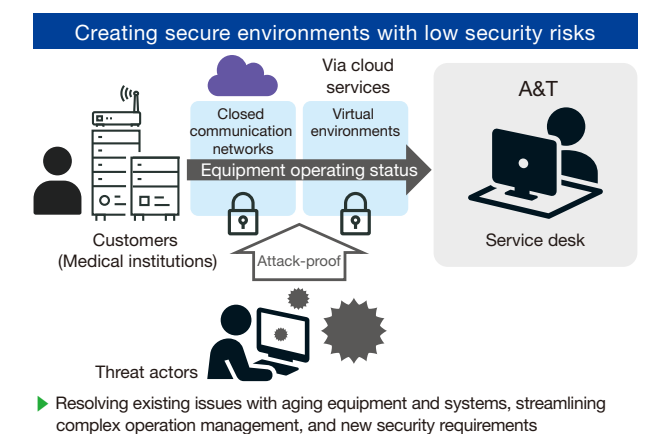 Creating secure environments with low security risks
Via cloud
services
A&T
Closed
communication
networks
Virtual
environments
Equipment operating status
Customers
(Medical institutions)
Service desk
Attack-proof
Threat actors
Resolving existing issues with aging equipment and systems, streamlining
complex operation management, and new security requirements